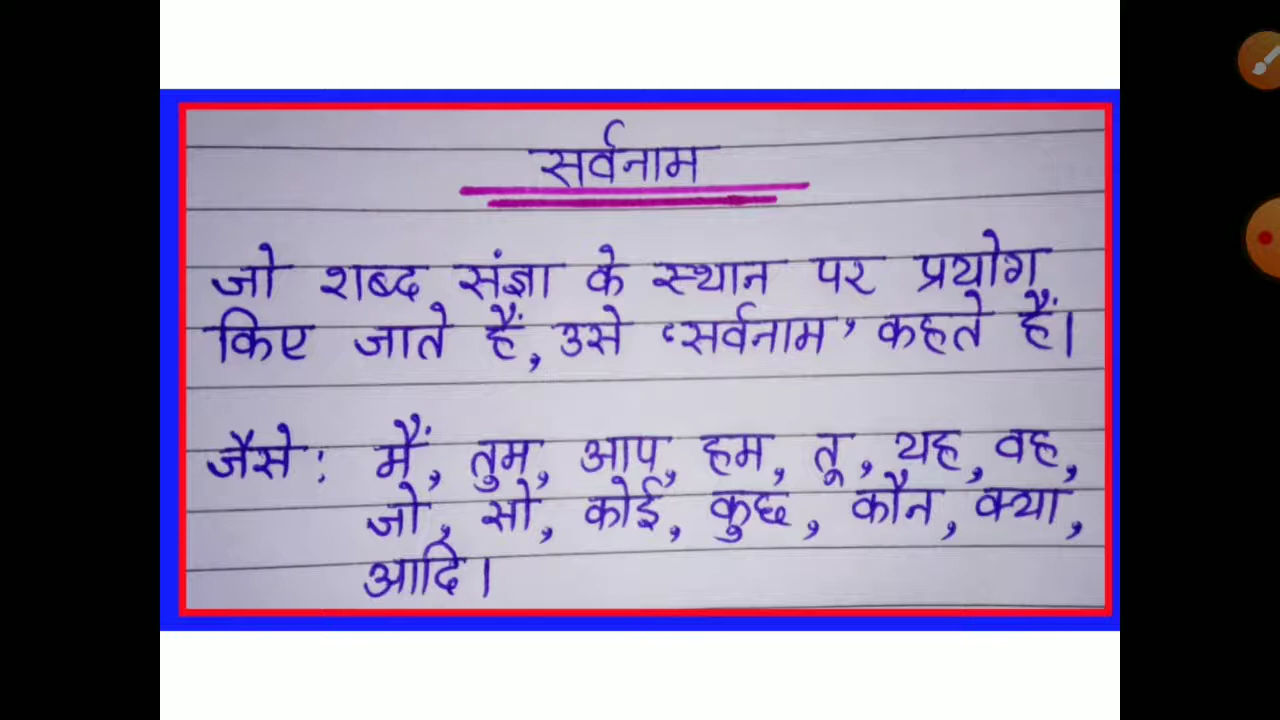 सर्वनाम
जो शब्द संज्ञा के स्थान पर प्रयोग
किए जाते हैं, उसे ‘सर्वनाम’ कहते हैं।
जैसे: मैं, तुम, आप, हम, तू, यह, वह,
जो, सो, कोई, कुछ, कौन, क्या,
आदि।